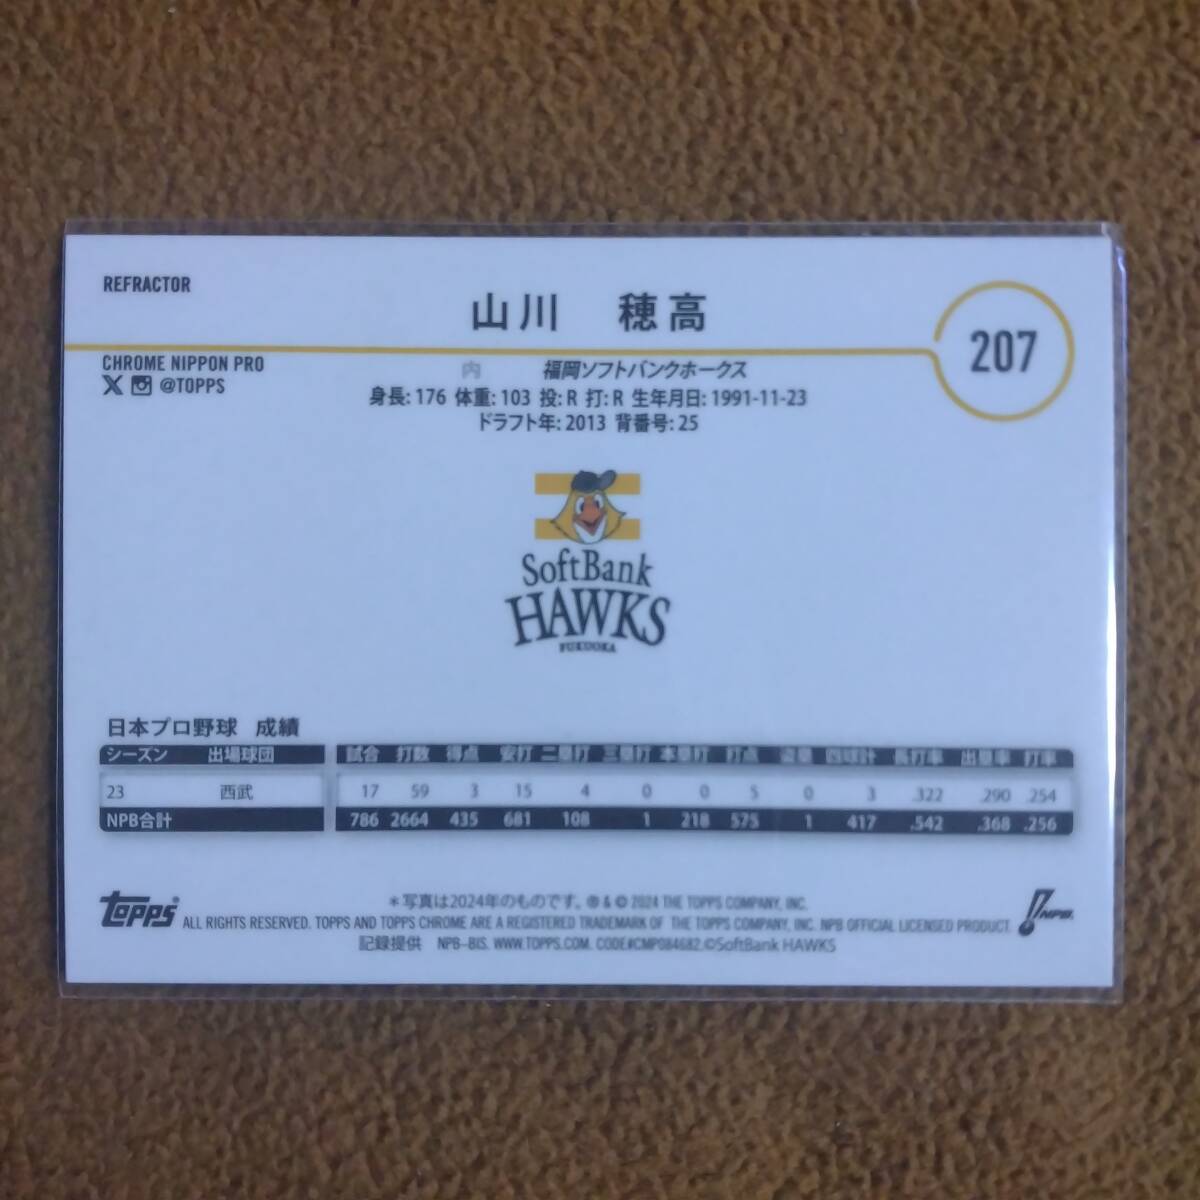 REFRACTOR
山川 穂高
207
CHROME NIPPON PRO
@TOPPS
内 福岡ソフトバンクホークス
身長: 176 体重: 103 投: R 打: R 生年月日: 1991-11-23
ドラフト年: 2013 背番号: 25
SoftBank
HAWKS
FUKUOKA
日本プロ野球 成績
シーズン 出場球団 試合 打数 得点 安打 二塁打 三塁打 本塁打 打点 盗塁 四球計 長打率 出塁率 打率
23 西武 17 59 3 15 4 0 0 5 0 3 .322 .290 .254
NPB合計 786 2664 435 681 108 1 218 575 1 417 .542 .368 .256
topps
*写真は2024年のものです。 ® & © 2024 THE TOPPS COMPANY, INC.
ALL RIGHTS RESERVED. TOPPS AND TOPPS CHROME ARE A REGISTERED TRADEMARK OF THE TOPPS COMPANY, INC. NPB OFFICIAL LICENSED PRODUCT.
記録提供 NPB-BIS. WWW.TOPPS.COM. CODE#CMP084682.©SoftBank HAWKS
NPB